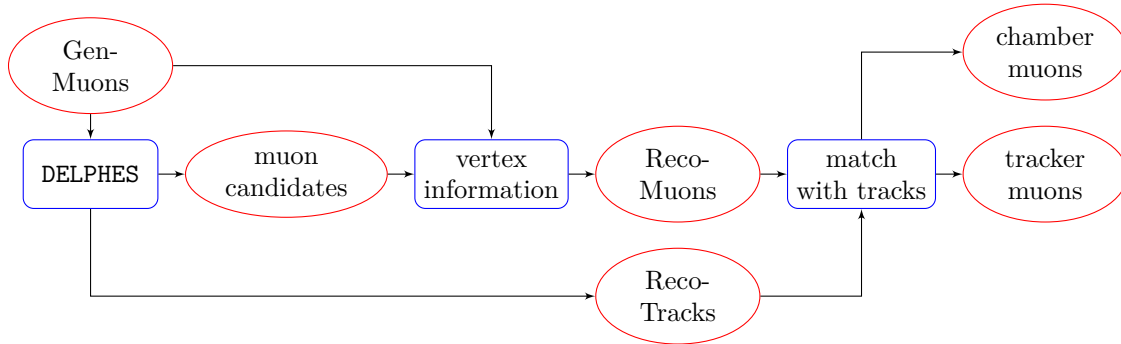 Gen-
Muons
DELPHES
muon
candidates
vertex
information
Reco-
Muons
match
with tracks
chamber
muons
tracker
muons
Reco-
Tracks